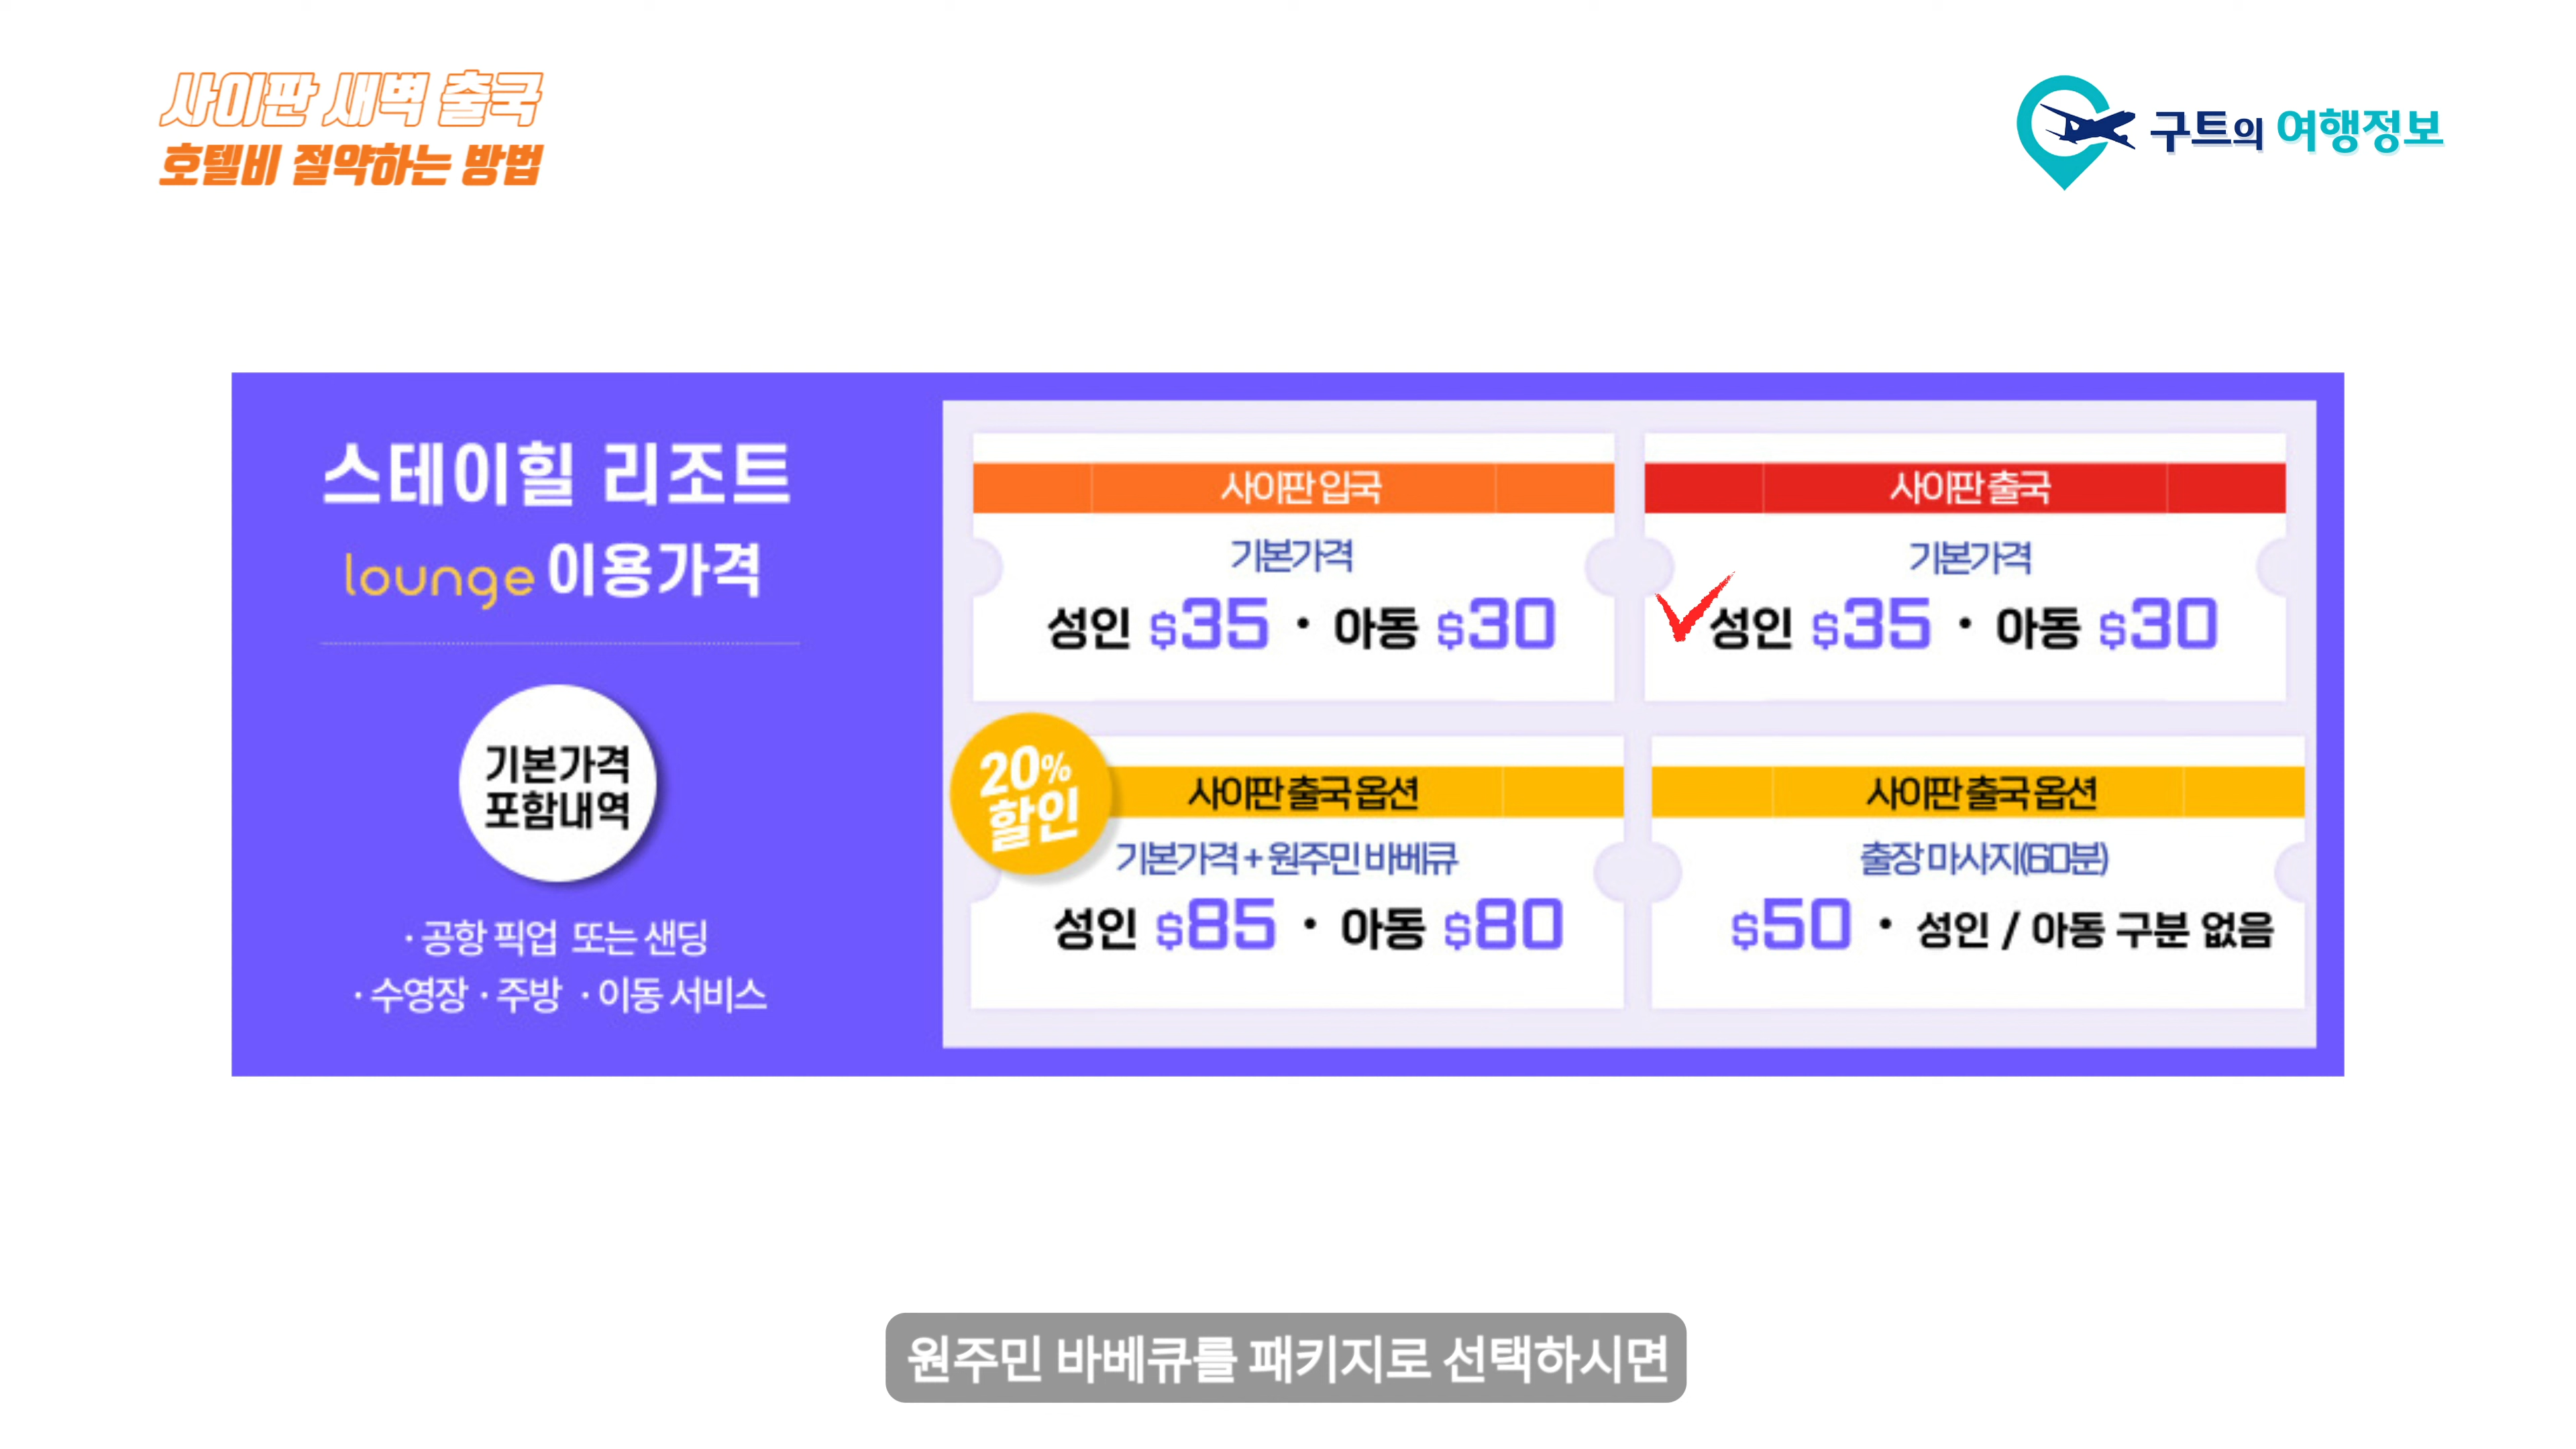 사이판 새벽 출국
호텔비 절약하는 방법
구트의 여행정보
스테이힐 리조트
lounge 이용가격
기본가격
포함내역
· 공항 픽업 또는 샌딩
· 수영장 · 주방 · 이동 서비스
사이판 입국
기본가격
성인 $35 · 아동 $30
사이판 출국
기본가격
성인 $35 · 아동 $30
20%
할인
사이판 출국 옵션
기본가격 + 원주민 바베큐
성인 $85 · 아동 $80
사이판 출국 옵션
출장 마사지(60분)
$50 · 성인 / 아동 구분 없음
원주민 바베큐를 패키지로 선택하시면